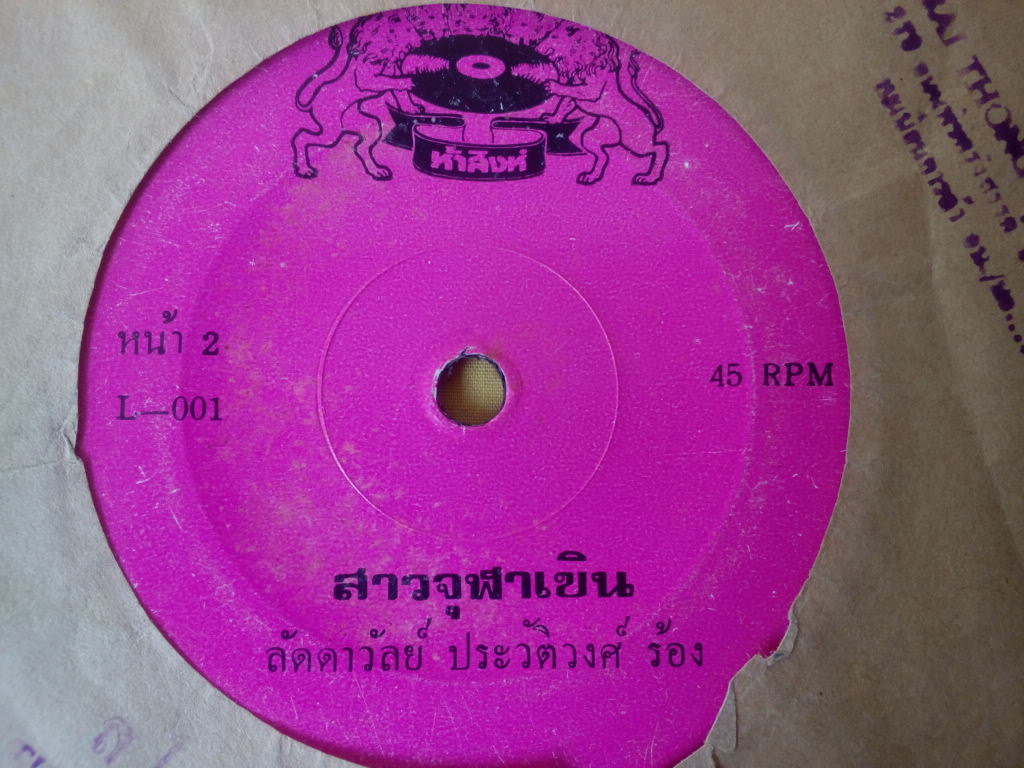 ห้าสิงห์
หน้า 2
L—001
45 RPM
สาวจุฬาเขิน
ลัดดาวัลย์ ประวัติวงศ์ ร้อง
THONG